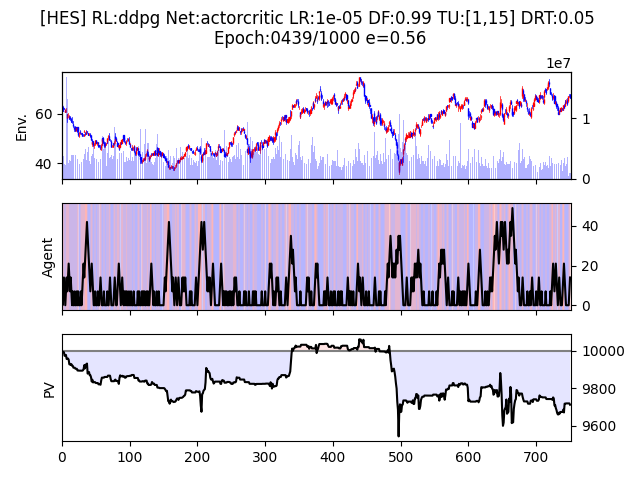 [HES] RL:ddpg Net:actorcritic LR:1e-05 DF:0.99 TU:[1,15] DRT:0.05
Epoch:0439/1000 e=0.56
1e7
Env.
60
40
1
0
Agent
40
20
0
PV
10000
9800
9600
0 100 200 300 400 500 600 700